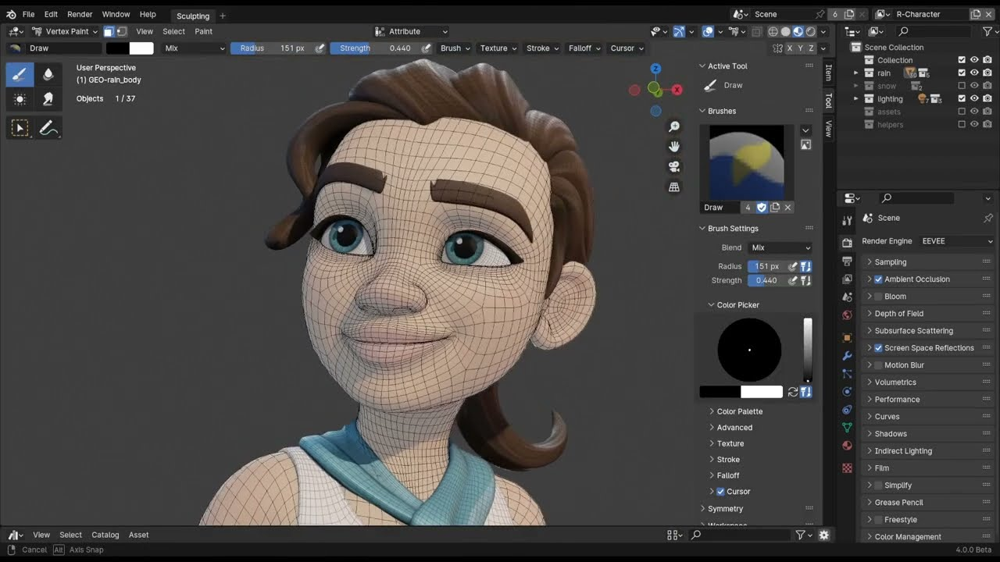 File Edit Render Window Help Sculpting + Scene 6 R-Character
Vertex Paint View Select Paint Attribute
Draw Mix Radius 151 px Strength 0.440 Brush Texture Stroke Falloff Cursor X Y Z
User Perspective
(1) GEO-rain_body
Objects 1 / 37
Z
X
Active Tool
Draw
Brushes
Draw 4
Brush Settings
Blend Mix
Radius 151 px
Strength 0.440
Color Picker
Color Palette
Advanced
Texture
Stroke
Falloff
Cursor
Symmetry
Item
Tool
View
Scene Collection
Collection
rain
snow 2
lighting 7
assets
helpers
Scene
Render Engine EEVEE
Sampling
Ambient Occlusion
Bloom
Depth of Field
Subsurface Scattering
Screen Space Reflections
Motion Blur
Volumetrics
Performance
Curves
Shadows
Indirect Lighting
Film
Simplify
Grease Pencil
Freestyle
Color Management
View Select Catalog Asset
Cancel Alt Axis Snap 4.0.0 Beta